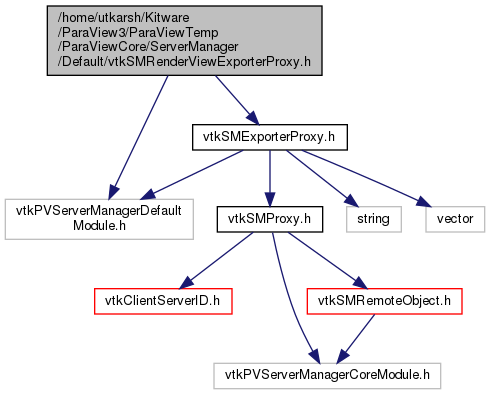 /home/utkarsh/Kitware
/ParaView3/ParaViewTemp
/ParaViewCore/ServerManager
/Default/vtkSMRenderViewExporterProxy.h
vtkSMExporterProxy.h
vtkPVServerManagerDefault
Module.h
vtkSMProxy.h
string
vector
vtkClientServerID.h
vtkSMRemoteObject.h
vtkPVServerManagerCoreModule.h